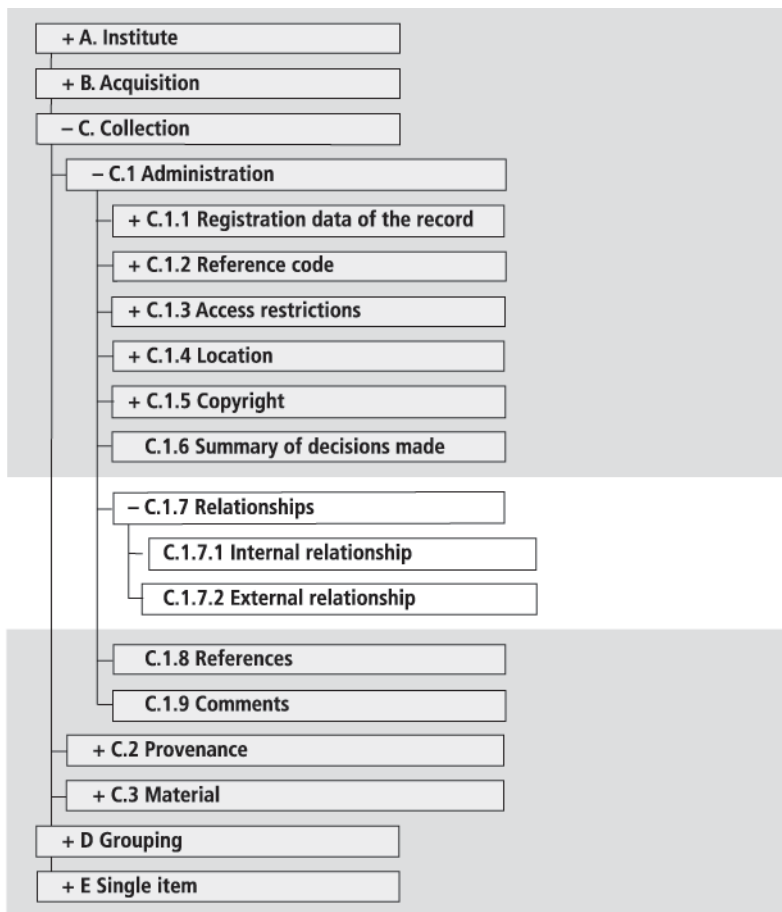 + A. Institute
+ B. Acquisition
– C. Collection
– C.1 Administration
+ C.1.1 Registration data of the record
+ C.1.2 Reference code
+ C.1.3 Access restrictions
+ C.1.4 Location
+ C.1.5 Copyright
C.1.6 Summary of decisions made
– C.1.7 Relationships
C.1.7.1 Internal relationship
C.1.7.2 External relationship
C.1.8 References
C.1.9 Comments
+ C.2 Provenance
+ C.3 Material
+ D Grouping
+ E Single item